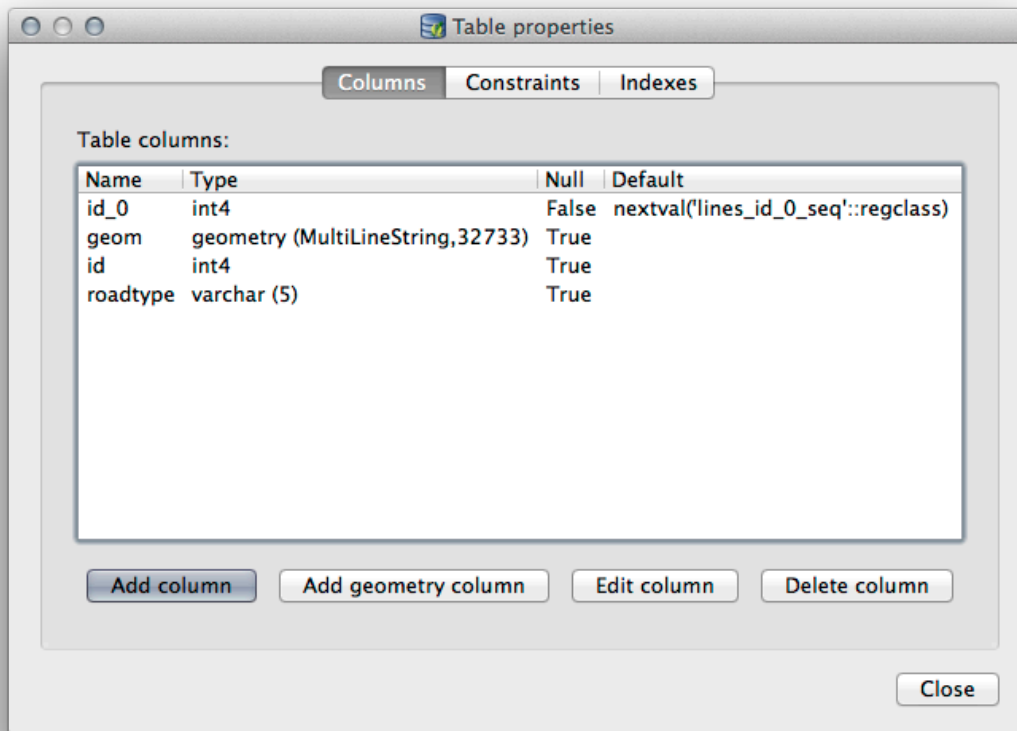 Table properties
Columns Constraints Indexes
Table columns:
Name Type Null Default
id_0 int4 False nextval('lines_id_0_seq'::regclass)
geom geometry (MultiLineString,32733) True
id int4 True
roadtype varchar (5) True
Add column Add geometry column Edit column Delete column
Close